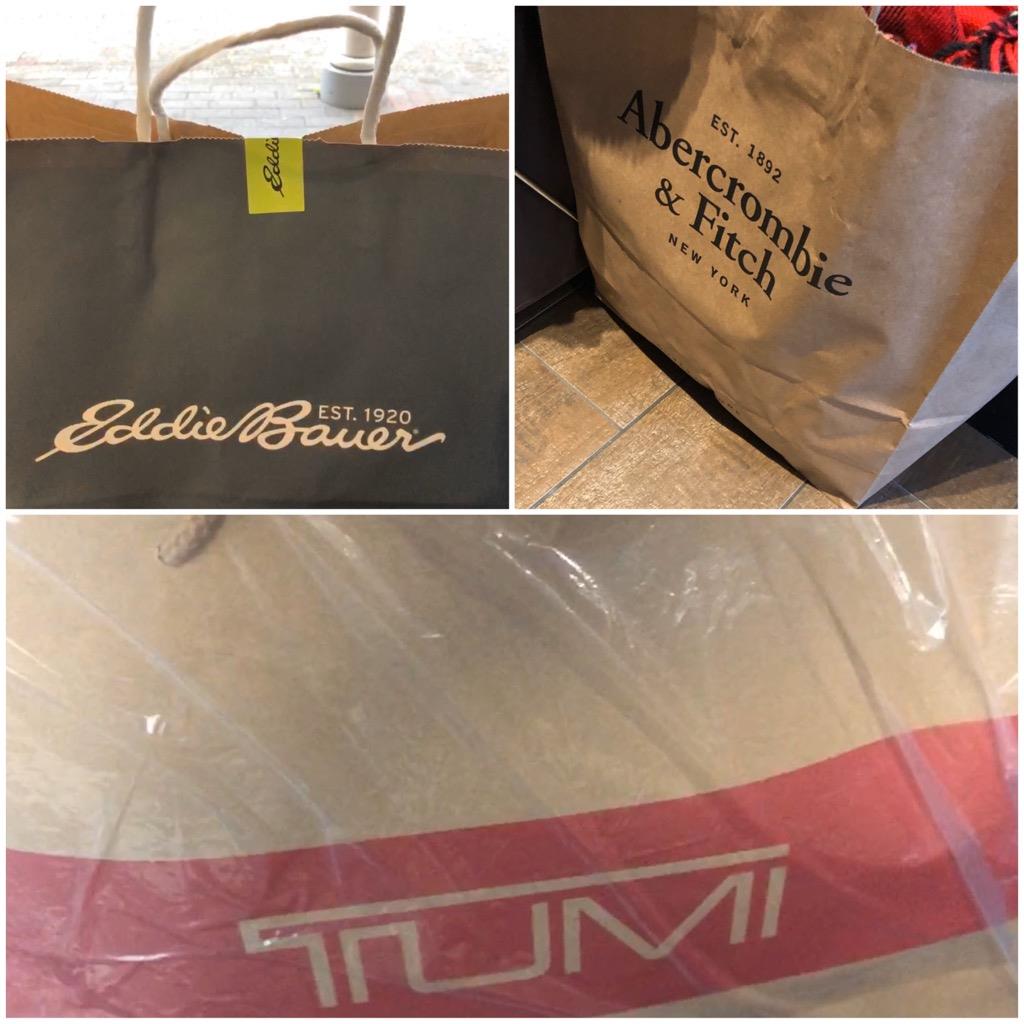 Eddie
EST. 1920
Eddie Bauer
EST. 1892
Abercrombie
& Fitch
NEW YORK
TUMI